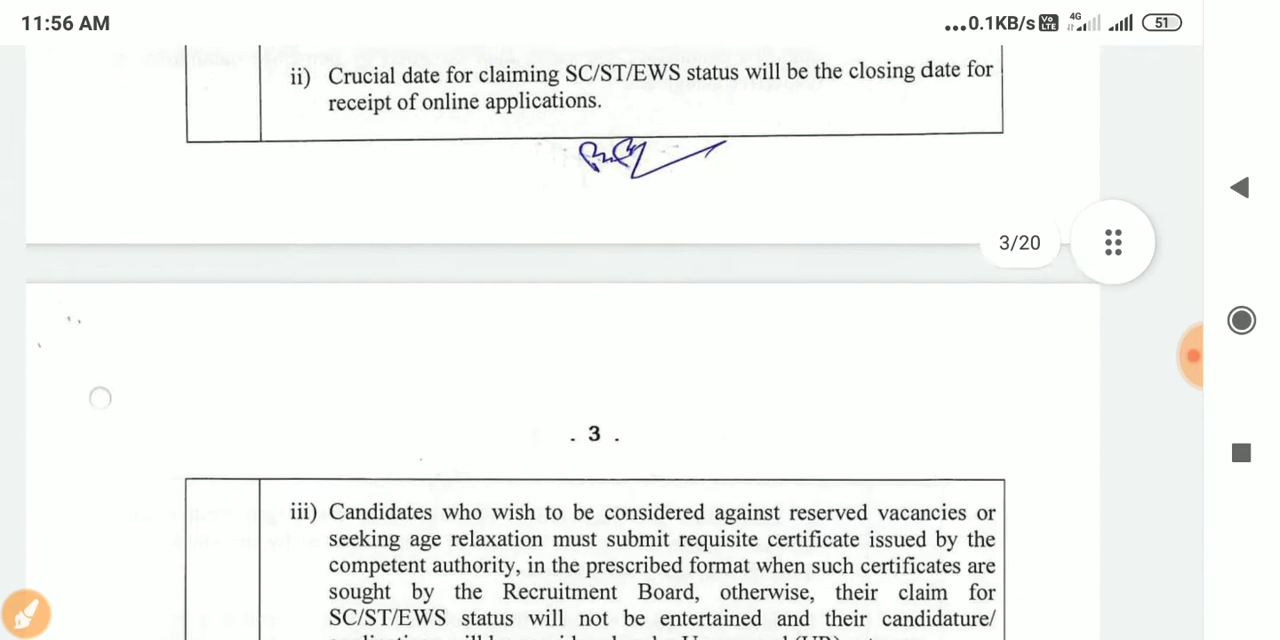 11:56 AM
...0.1KB/s Vo LTE 4G 51
ii) Crucial date for claiming SC/ST/EWS status will be the closing date for
receipt of online applications.
3/20
. 3 .
iii) Candidates who wish to be considered against reserved vacancies or
seeking age relaxation must submit requisite certificate issued by the
competent authority, in the prescribed format when such certificates are
sought by the Recruitment Board, otherwise, their claim for
SC/ST/EWS status will not be entertained and their candidature/